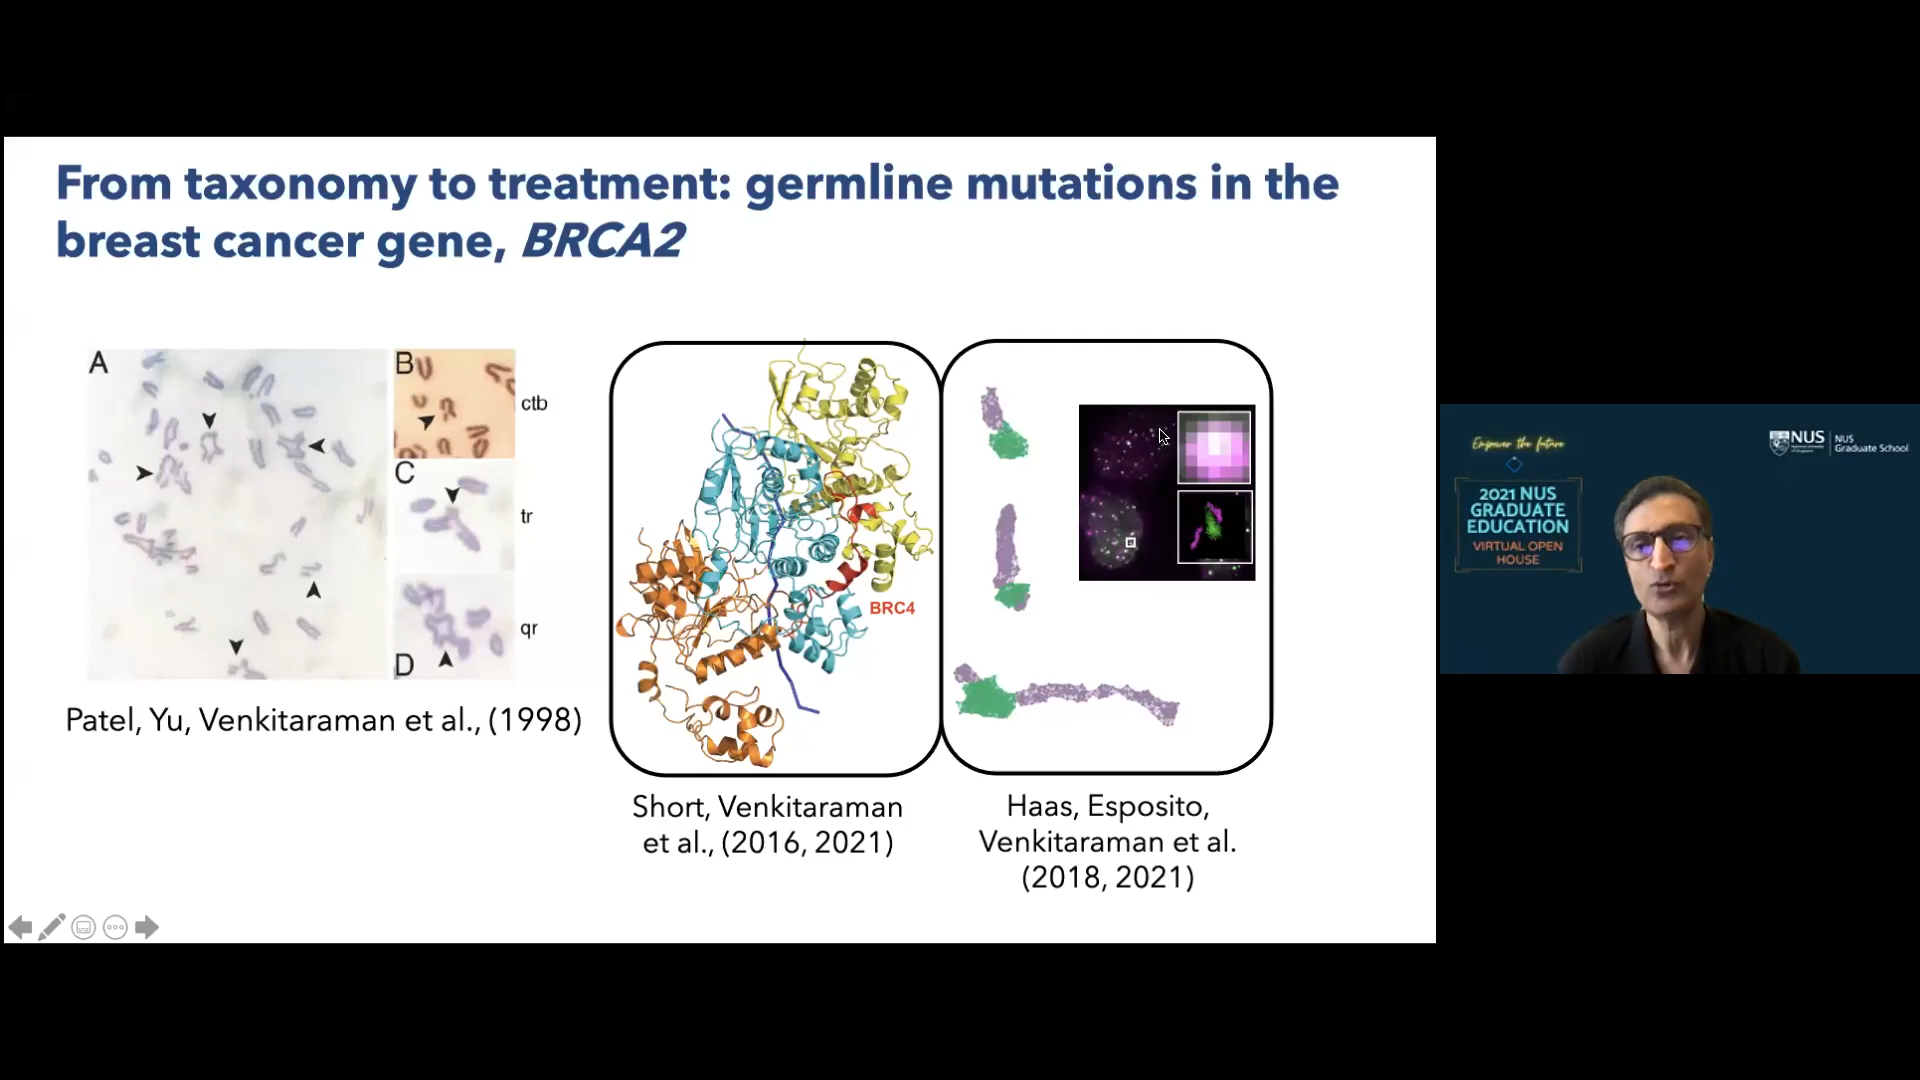 From taxonomy to treatment: germline mutations in the
breast cancer gene, BRCA2
A
B
ctb
C
tr
D
qr
Patel, Yu, Venkitaraman et al., (1998)
BRC4
Short, Venkitaraman
et al., (2016, 2021)
Haas, Esposito,
Venkitaraman et al.
(2018, 2021)
Empower the future
2021 NUS
GRADUATE
EDUCATION
VIRTUAL OPEN
HOUSE
NUS
NUS
Graduate School